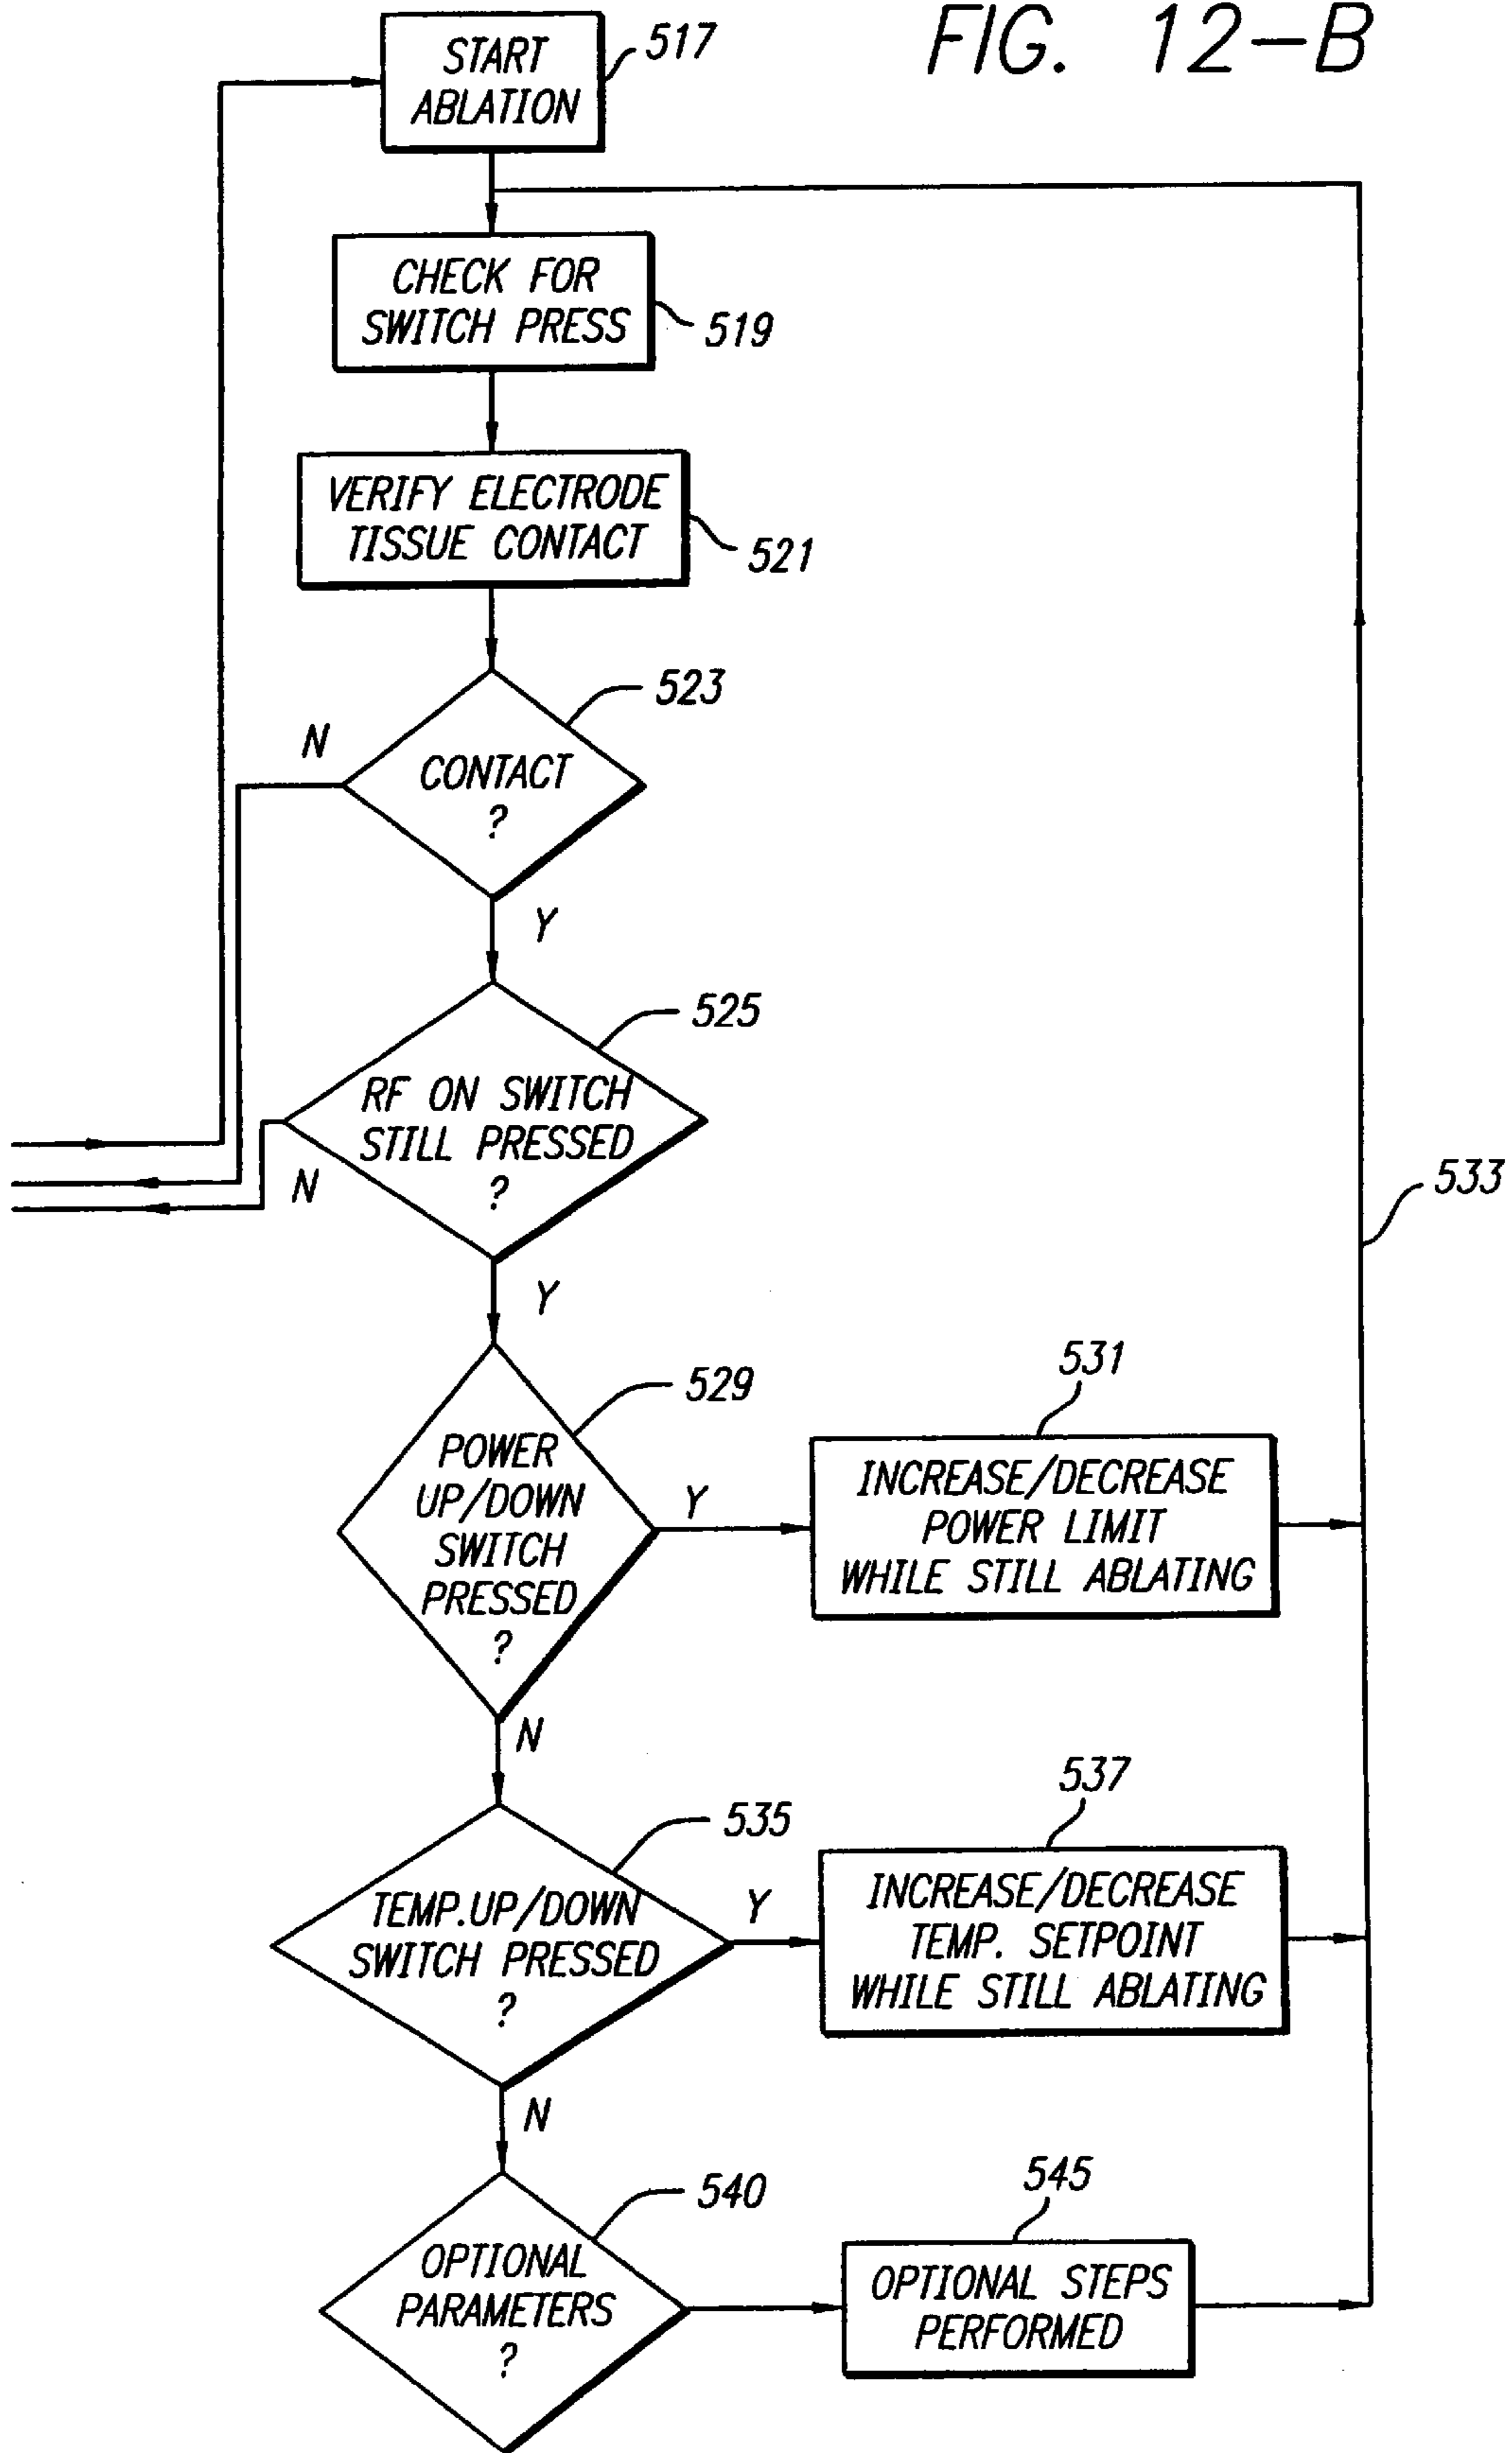 FIG. 12-B
START
ABLATION
517
CHECK FOR
SWITCH PRESS
519
VERIFY ELECTRODE
TISSUE CONTACT
521
523
N
CONTACT
?
Y
525
RF ON SWITCH
STILL PRESSED
?
N
533
Y
529
531
POWER
UP/DOWN
SWITCH
PRESSED
?
Y
INCREASE/DECREASE
POWER LIMIT
WHILE STILL ABLATING
N
535
537
TEMP.UP/DOWN
SWITCH PRESSED
?
Y
INCREASE/DECREASE
TEMP. SETPOINT
WHILE STILL ABLATING
N
540
545
OPTIONAL
PARAMETERS
?
OPTIONAL STEPS
PERFORMED